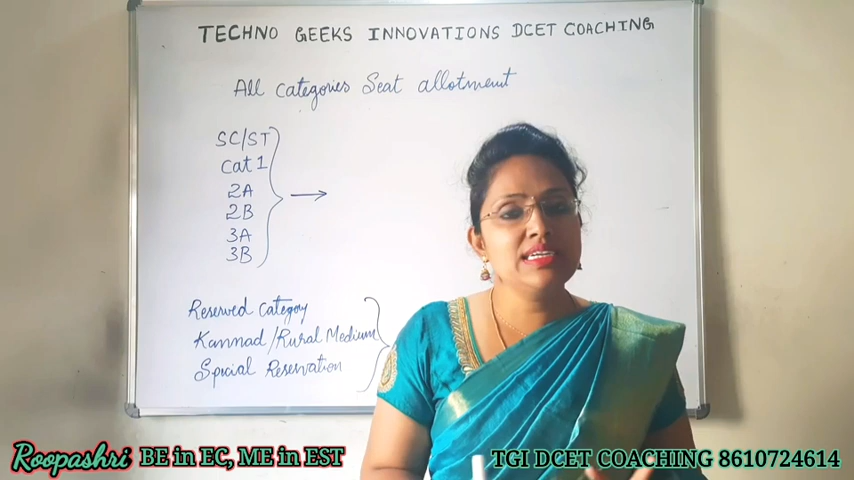 TECHNO GEEKS INNOVATIONS DCET COACHING
All categories Seat allotment
SC/ST
Cat 1
2A
2B
3A
3B
Reserved Category
Kannad/Rural Medium
Special Reservation
Roopashri BE in EC, ME in EST
TGI DCET COACHING 8610724614